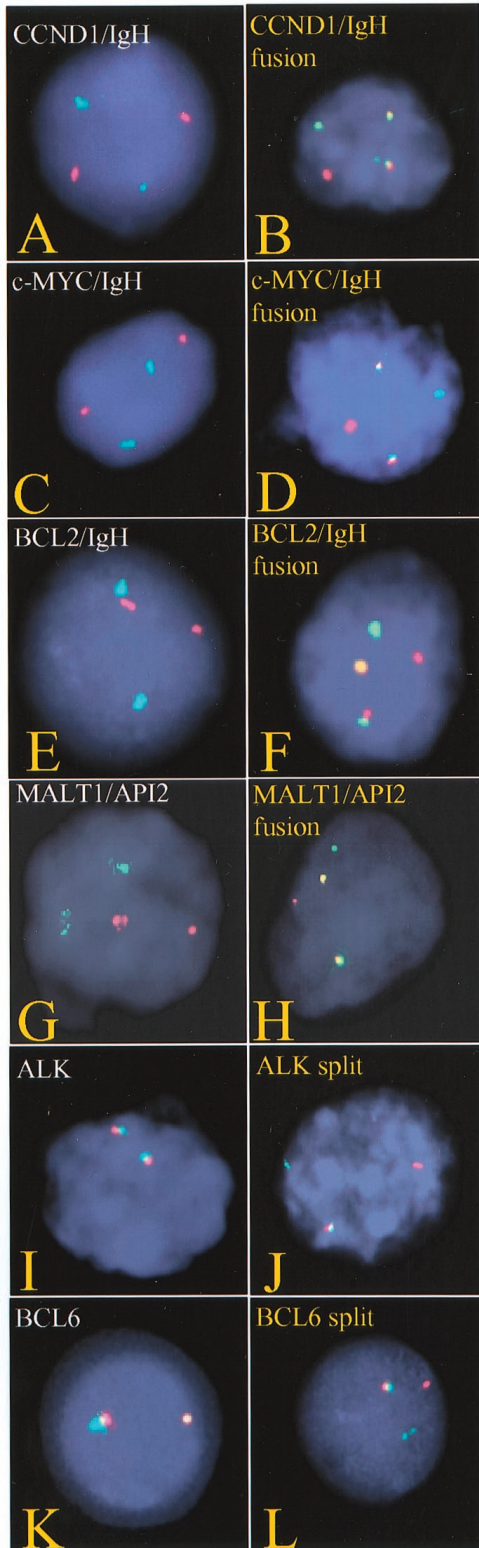 CCND1/IgH
A
CCND1/IgH
fusion
B
c-MYC/IgH
C
c-MYC/IgH
fusion
D
BCL2/IgH
E
BCL2/IgH
fusion
F
MALT1/API2
G
MALT1/API2
fusion
H
ALK
I
ALK split
J
BCL6
K
BCL6 split
L